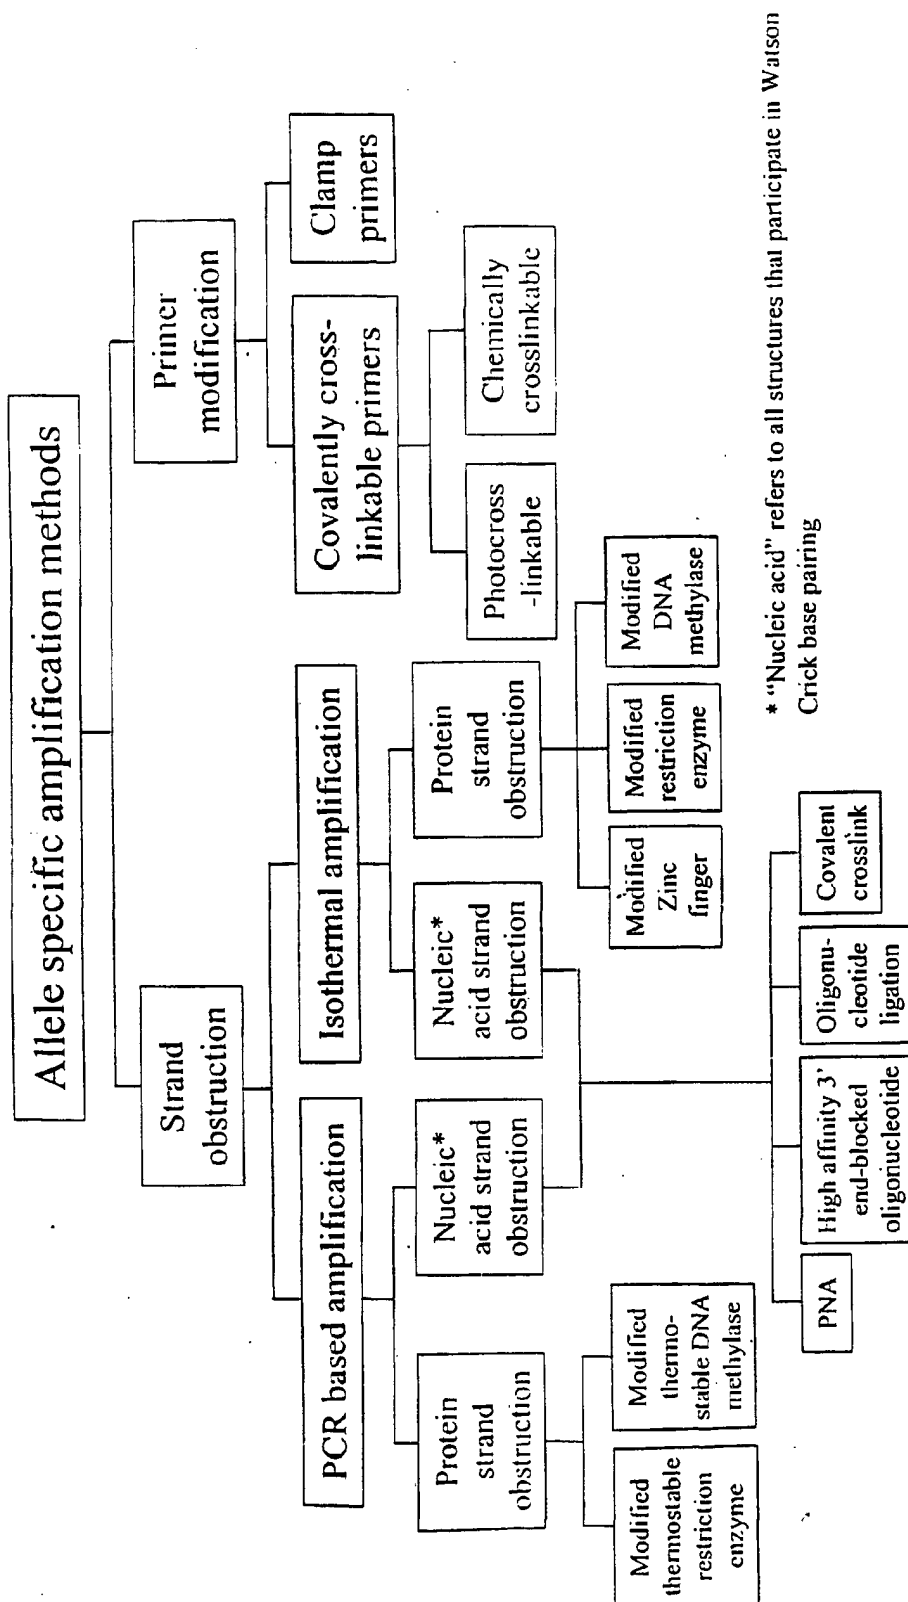 Allele specific amplification methods
Strand
obstruction
Primer
modification
PCR based amplification
Isothermal amplification
Covalently cross-
linkable primers
Clamp
primers
Protein
strand
obstruction
Nucleic*
acid strand
obstruction
Nucleic*
acid strand
obstruction
Protein
strand
obstruction
Photocross
-linkable
Chemically
crosslinkable
Modified
thermostable
restriction
enzyme
Modified
thermo-
stable DNA
methylase
Modified
Zinc
finger
Modified
restriction
enzyme
Modified
DNA
methylase
PNA
High affinity 3'
end-blocked
oligonucleotide
Oligonu-
cleotide
ligation
Covalent
crosslink
* "Nucleic acid" refers to all structures that participate in Watson
Crick base pairing